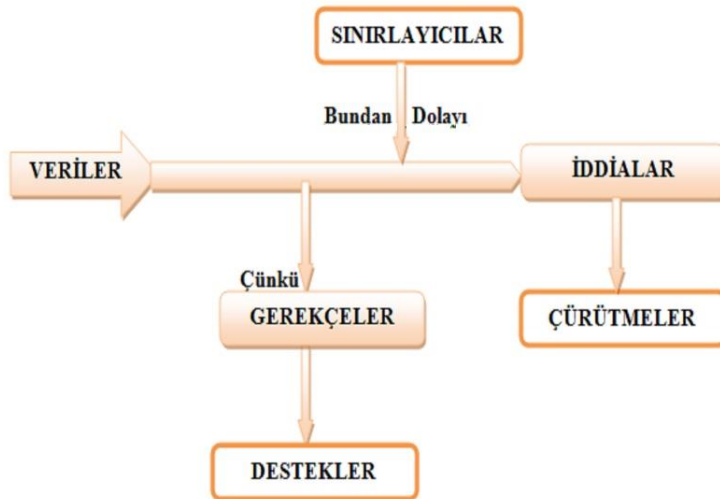 SINIRLAYICILAR
Bundan Dolayı
VERİLER
İDDİALAR
Çünkü
GEREKÇELER
ÇÜRÜTMELER
DESTEKLER